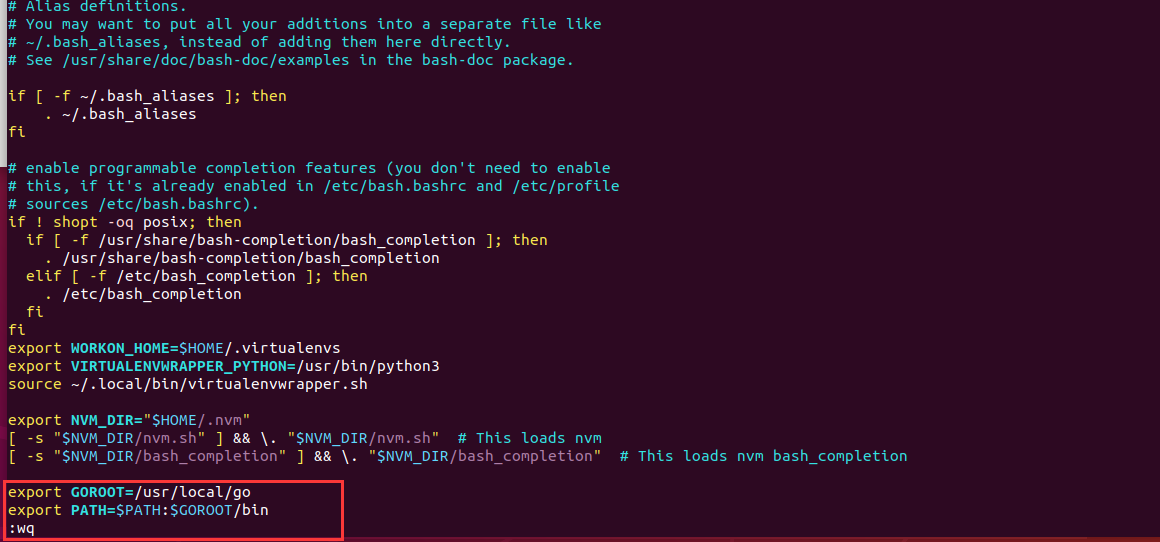 # Alias definitions.
# You may want to put all your additions into a separate file like
# ~/.bash_aliases, instead of adding them here directly.
# See /usr/share/doc/bash-doc/examples in the bash-doc package.
if [ -f ~/.bash_aliases ]; then
    . ~/.bash_aliases
fi
# enable programmable completion features (you don't need to enable
# this, if it's already enabled in /etc/bash.bashrc and /etc/profile
# sources /etc/bash.bashrc).
if ! shopt -oq posix; then
  if [ -f /usr/share/bash-completion/bash_completion ]; then
    . /usr/share/bash-completion/bash_completion
  elif [ -f /etc/bash_completion ]; then
    . /etc/bash_completion
  fi
fi
export WORKON_HOME=$HOME/.virtualenvs
export VIRTUALENVWRAPPER_PYTHON=/usr/bin/python3
source ~/.local/bin/virtualenvwrapper.sh
export NVM_DIR="$HOME/.nvm"
[ -s "$NVM_DIR/nvm.sh" ] && \. "$NVM_DIR/nvm.sh"  # This loads nvm
[ -s "$NVM_DIR/bash_completion" ] && \. "$NVM_DIR/bash_completion"  # This loads nvm bash_completion
export GOROOT=/usr/local/go
export PATH=$PATH:$GOROOT/bin
:wq